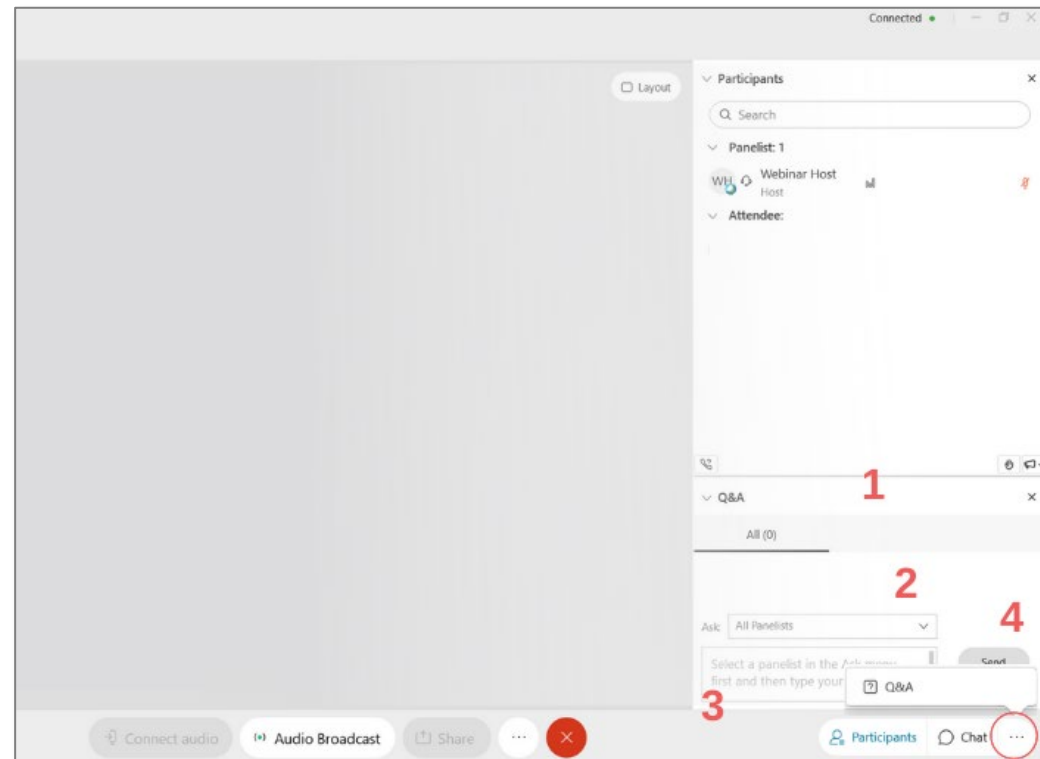 Connected
Layout
Participants
Search
Panelist: 1
WH
Webinar Host
Host
Attendee:
1
Q&A
All (0)
2
4
Ask: All Panelists
Select a panelist in the Ask menu
first and then type your
Send
Q&A
3
Connect audio
Audio Broadcast
Share
...
Participants
Chat
...